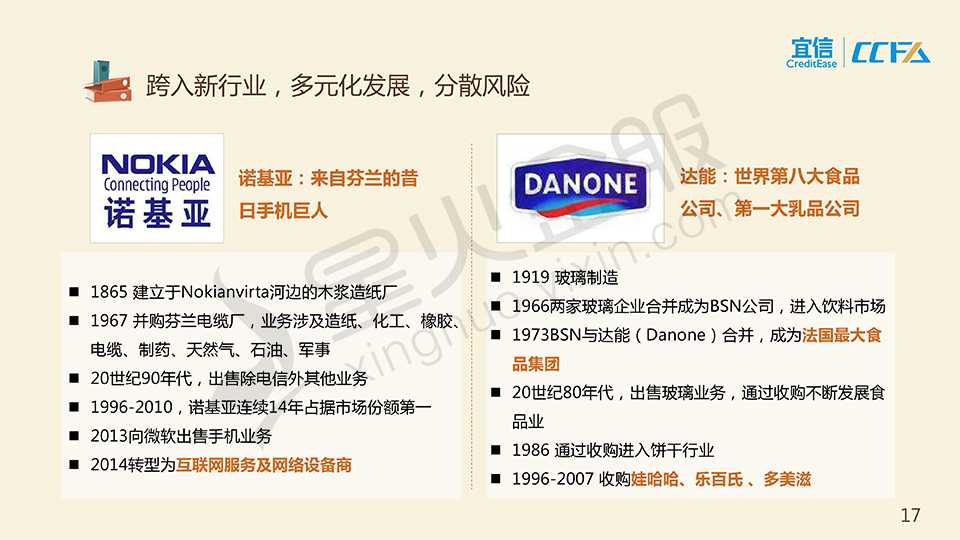 宜信
CreditEase
CCFA
跨入新行业，多元化发展，分散风险
NOKIA
Connecting People
诺基亚
诺基亚：来自芬兰的昔
日手机巨人
■ 1865 建立于Nokianvirta河边的木浆造纸厂
■ 1967 并购芬兰电缆厂，业务涉及造纸、化工、橡胶、
电缆、制药、天然气、石油、军事
■ 20世纪90年代，出售除电信外其他业务
■ 1996-2010，诺基亚连续14年占据市场份额第一
■ 2013向微软出售手机业务
■ 2014转型为互联网服务及网络设备商
DANONE
达能：世界第八大食品
公司、第一大乳品公司
■ 1919 玻璃制造
■ 1966两家玻璃企业合并成为BSN公司，进入饮料市场
■ 1973BSN与达能（Danone）合并，成为法国最大食
品集团
■ 20世纪80年代，出售玻璃业务，通过收购不断发展食
品业
■ 1986 通过收购进入饼干行业
■ 1996-2007 收购娃哈哈、乐百氏 、多美滋
星火金服
xinghuo.yixin.com
17